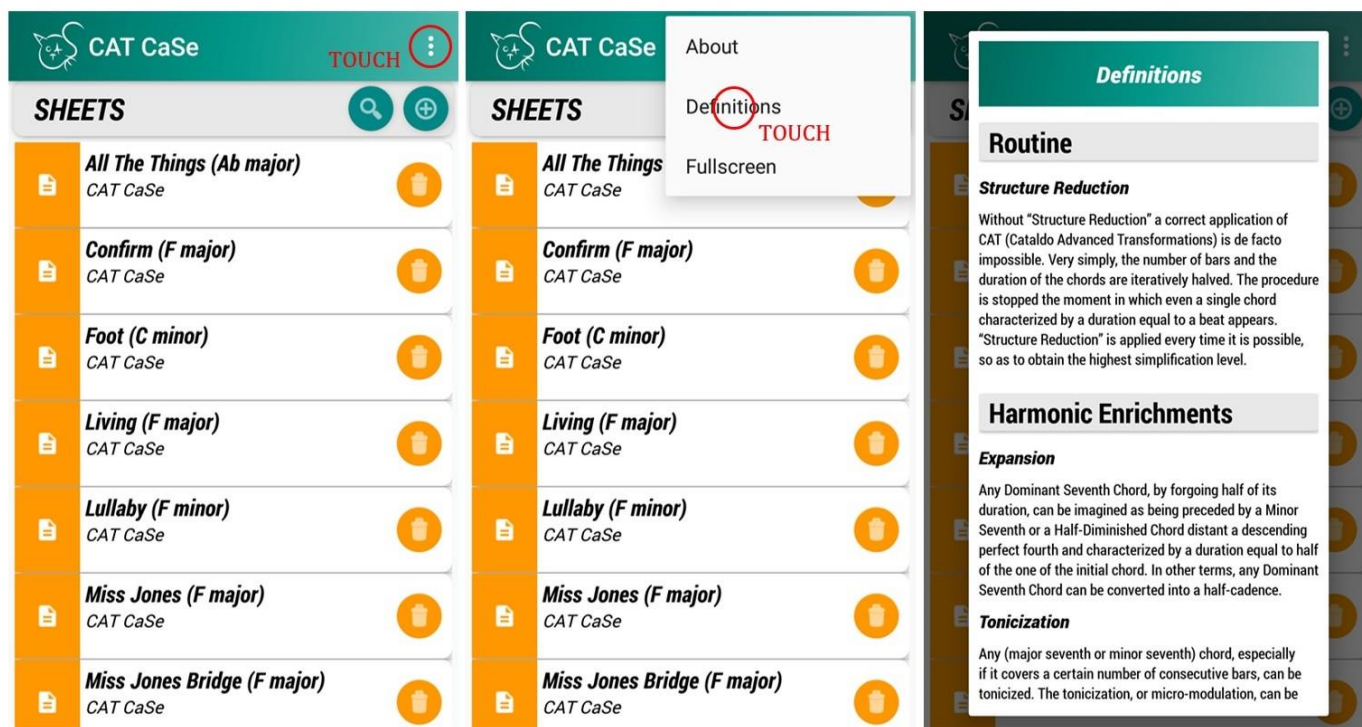 CAT CaSe
TOUCH
SHEETS
All The Things (Ab major)
CAT CaSe
Confirm (F major)
CAT CaSe
Foot (C minor)
CAT CaSe
Living (F major)
CAT CaSe
Lullaby (F minor)
CAT CaSe
Miss Jones (F major)
CAT CaSe
Miss Jones Bridge (F major)
CAT CaSe
CAT CaSe
About
Definitions
TOUCH
Fullscreen
SHEETS
All The Things
CAT CaSe
Confirm (F major)
CAT CaSe
Foot (C minor)
CAT CaSe
Living (F major)
CAT CaSe
Lullaby (F minor)
CAT CaSe
Miss Jones (F major)
CAT CaSe
Miss Jones Bridge (F major)
CAT CaSe
Definitions
Routine
Structure Reduction
Without “Structure Reduction” a correct application of
CAT (Cataldo Advanced Transformations) is de facto
impossible. Very simply, the number of bars and the
duration of the chords are iteratively halved. The procedure
is stopped the moment in which even a single chord
characterized by a duration equal to a beat appears.
“Structure Reduction” is applied every time it is possible,
so as to obtain the highest simplification level.
Harmonic Enrichments
Expansion
Any Dominant Seventh Chord, by forgoing half of its
duration, can be imagined as being preceded by a Minor
Seventh or a Half-Diminished Chord distant a descending
perfect fourth and characterized by a duration equal to half
of the one of the initial chord. In other terms, any Dominant
Seventh Chord can be converted into a half-cadence.
Tonicization
Any (major seventh or minor seventh) chord, especially
if it covers a certain number of consecutive bars, can be
tonicized. The tonicization, or micro-modulation, can be